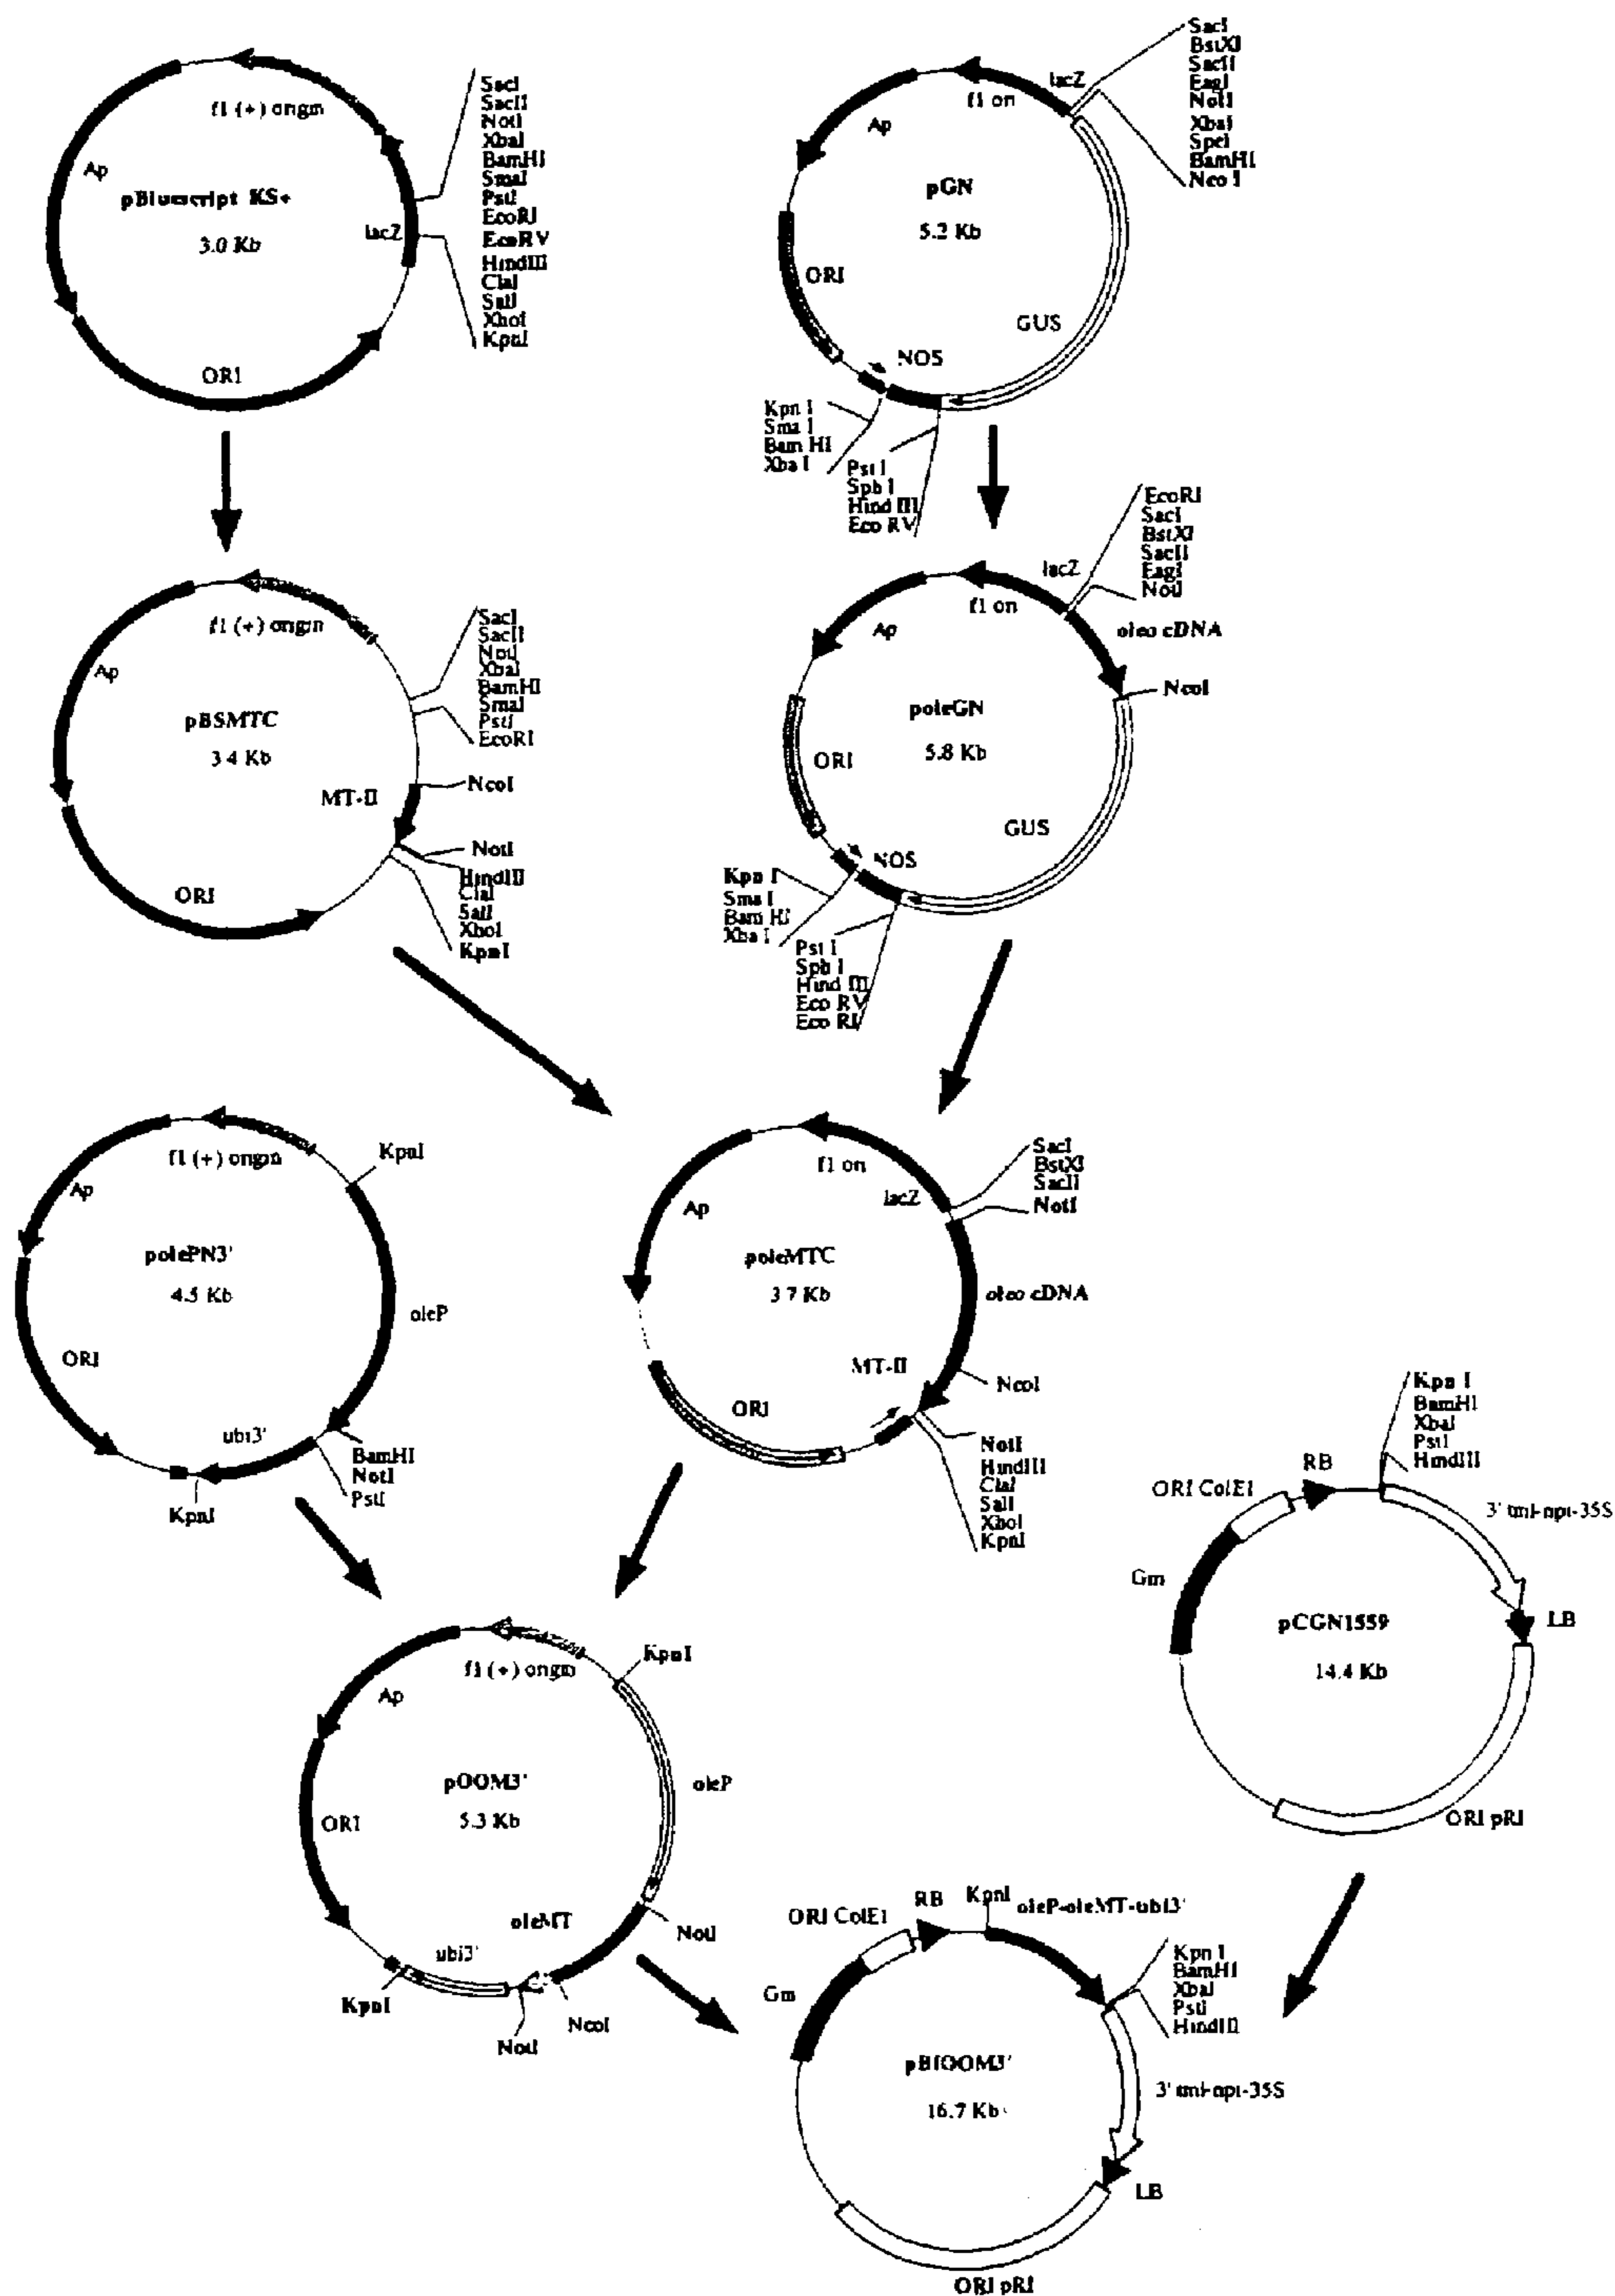 f1 (+) origin
Ap
pBluescript KS+
3.0 Kb
lacZ
ORI
SacI
SacII
NotI
XbaI
BamHI
SmaI
PstI
EcoRI
EcoRV
HindIII
ClaI
SalI
XhoI
KpnI
lacZ
f1 ori
Ap
pGN
5.2 Kb
ORI
GUS
NOS
SacI
BstXI
SacII
EagI
NotI
XbaI
SpeI
BamHI
Nco I
Kpn I
Sma I
Bam HI
Xba I
Pst I
Sph I
Hind III
Eco RV
f1 (+) origin
Ap
pBSMTC
3.4 Kb
MT-II
ORI
SacI
SacII
NotI
XbaI
BamHI
SmaI
PstI
EcoRI
NcoI
NotI
HindIII
ClaI
SalI
XhoI
KpnI
lacZ
f1 ori
Ap
poleGN
5.8 Kb
ORI
GUS
NOS
EcoRI
SacI
BstXI
SacII
EagI
NotI
oleo cDNA
NcoI
Kpn I
Sma I
Bam HI
Xba I
Pst I
Sph I
Hind III
Eco RV
Eco RI
f1 (+) origin
KpnI
Ap
polePN3'
4.5 Kb
oleP
ORI
ubi3'
BamHI
NotI
PstI
KpnI
f1 ori
lacZ
Ap
poleMTC
3.7 Kb
MT-II
ORI
SacI
BstXI
SacII
NotI
oleo cDNA
NcoI
NotI
HindIII
ClaI
SalI
XhoI
KpnI
Kpn I
BamHI
XbaI
PstI
HindIII
RB
ORI ColE1
3' tml-npt-35S
Gm
pCGN1559
14.4 Kb
LB
ORI pRI
f1 (+) origin
KpnI
Ap
pOOM3'
5.3 Kb
oleP
ORI
oleMT
NotI
ubi3'
KpnI
NotI
NcoI
RB
KpnI
oleP-oleMT-ubi3'
ORI ColE1
Gm
Kpn I
BamHI
XbaI
PstI
HindIII
pBIOOM3'
16.7 Kb
3' tml-npt-35S
LB
ORI pRI